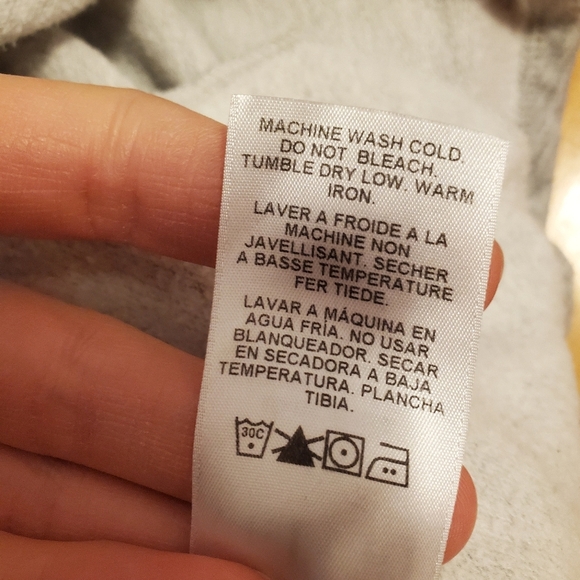 MACHINE WASH COLD.
DO NOT BLEACH.
TUMBLE DRY LOW. WARM
IRON.
LAVER A FROIDE A LA
MACHINE NON
JAVELLISANT. SECHER
A BASSE TEMPERATURE
FER TIEDE.
LAVAR A MÁQUINA EN
AGUA FRÍA. NO USAR
BLANQUEADOR. SECAR
EN SECADORA A BAJA
TEMPERATURA. PLANCHA
TIBIA.
30C